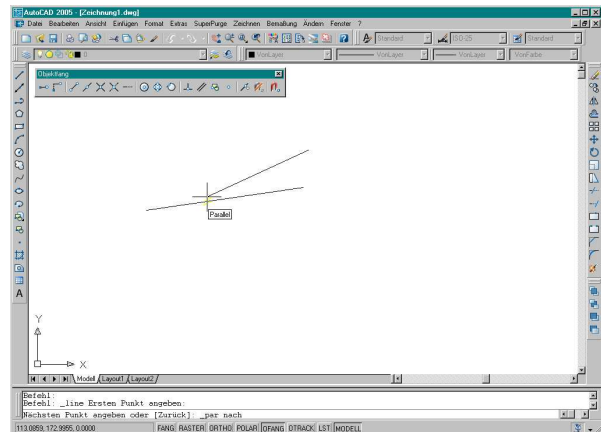 AutoCAD 2005 - [Zeichnung1.dwg]
Datei Bearbeiten Ansicht Einfügen Format Extras SuperPurge Zeichnen Bemaßung Ändern Fenster ?
Standard ISO-25 Standard
0 VonLayer VonLayer VonLayer VonFarbe
Objektfang
Parallel
Y
X
A
Modell Layout1 Layout2
Befehl:
Befehl: _line Ersten Punkt angeben:
Nächsten Punkt angeben oder [Zurück]: _par nach
113.0859, 172.9955, 0.0000 FANG RASTER ORTHO POLAR OFANG OTRACK LST MODELL